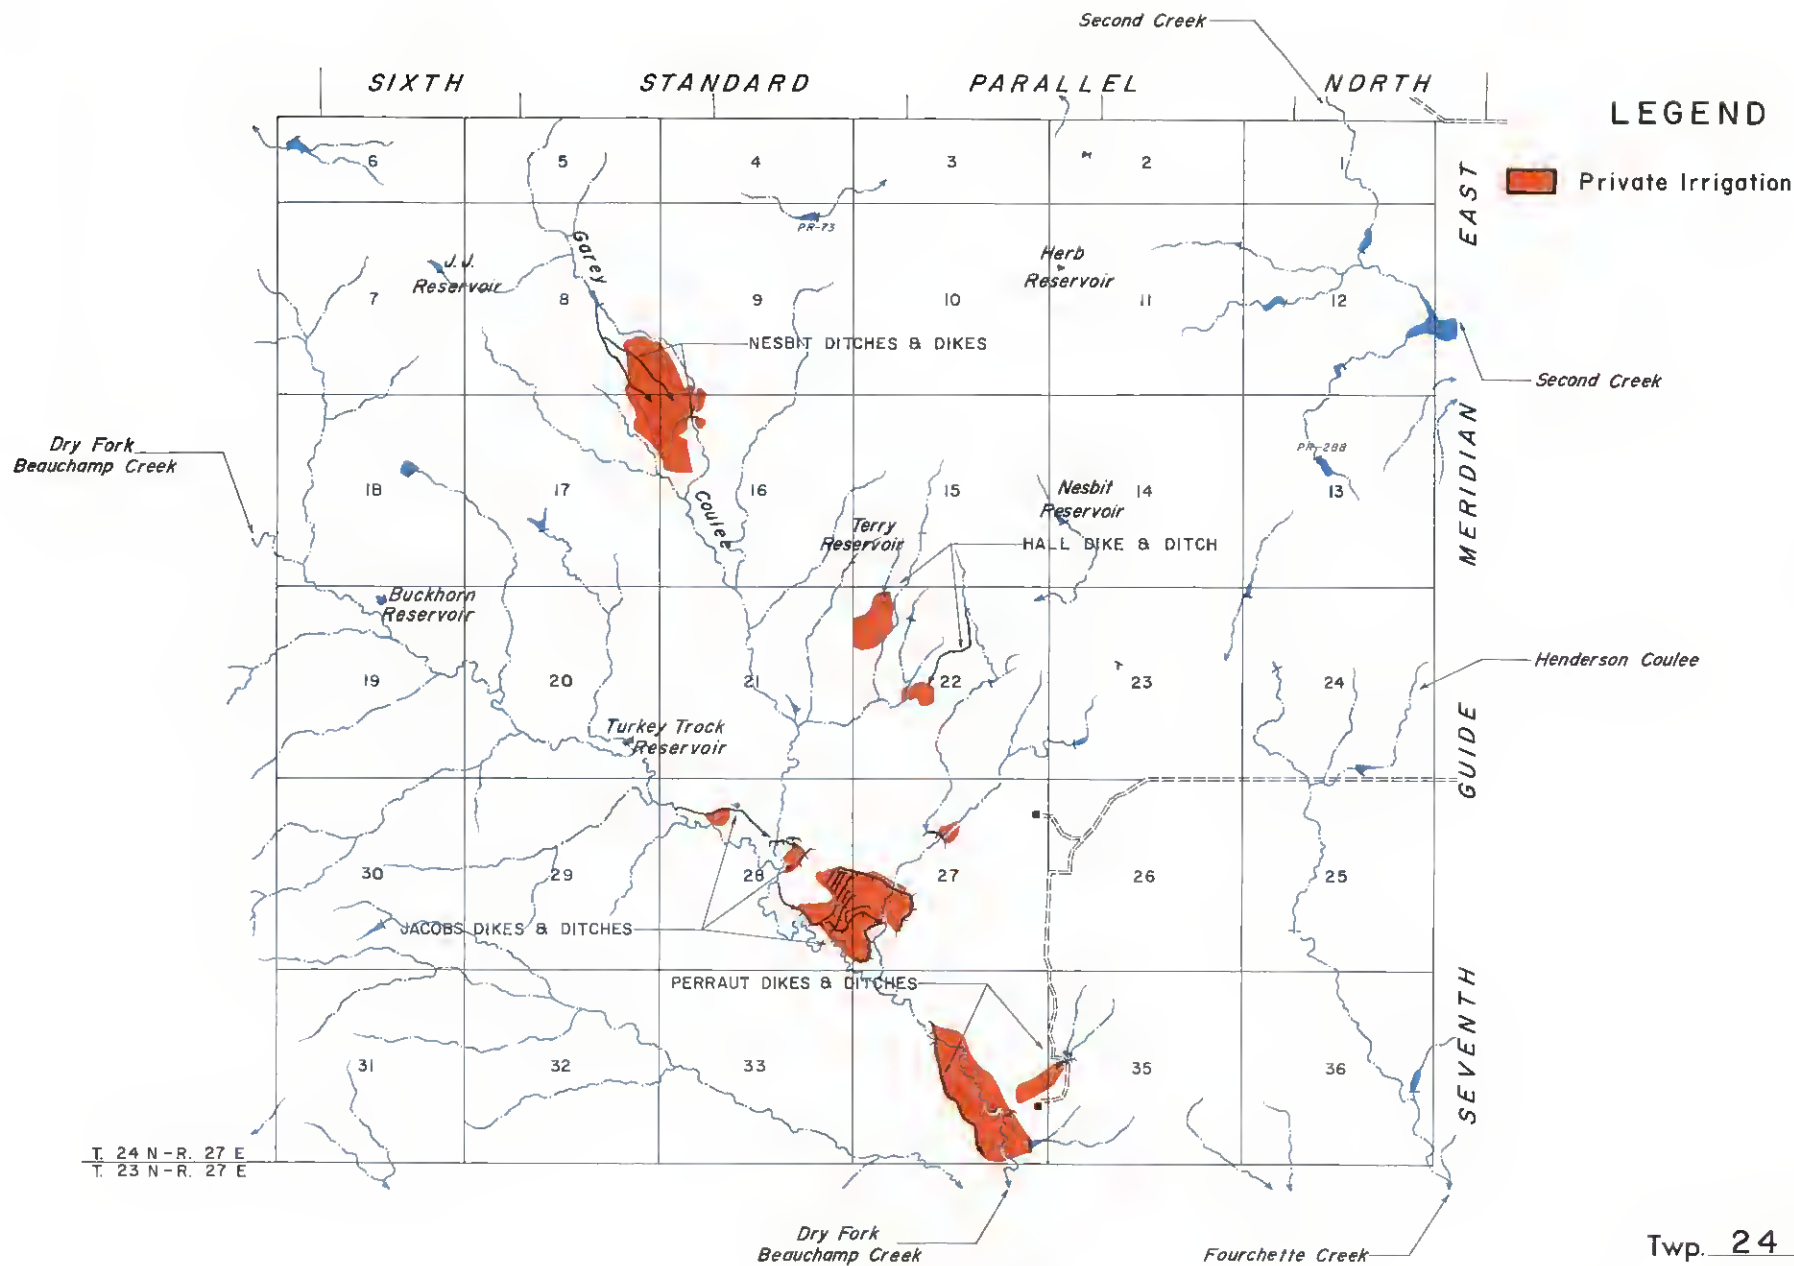 Second Creek
SIXTH STANDARD PARALLEL NORTH
LEGEND
Private Irrigation
6 5 4 3 2 1
EAST
PR-73
Garey
J. J.
Reservoir
Herb
Reservoir
7 8 9 10 11 12
NESBIT DITCHES & DIKES
Second Creek
MERIDIAN
Dry Fork
Beauchamp Creek
PR-288
18 17 16 15 14 13
Coulee
Nesbit
Reservoir
Terry
Reservoir
HALL DIKE & DITCH
Buckhorn
Reservoir
Henderson Coulee
19 20 21 22 23 24
GUIDE
Turkey Track
Reservoir
30 29 28 27 26 25
JACOBS DIKES & DITCHES
PERRAUT DIKES & DITCHES
SEVENTH
31 32 33 35 36
T. 24 N-R. 27 E
T. 23 N-R. 27 E
Dry Fork
Beauchamp Creek
Fourchette Creek
Twp. 24